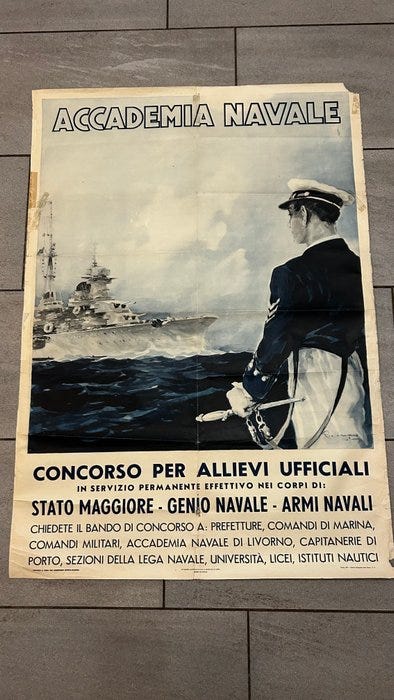 ACCADEMIA NAVALE
CONCORSO PER ALLIEVI UFFICIALI
IN SERVIZIO PERMANENTE EFFETTIVO NEI CORPI DI:
STATO MAGGIORE - GENIO NAVALE - ARMI NAVALI
CHIEDETE IL BANDO DI CONCORSO A: PREFETTURE, COMANDI DI MARINA,
COMANDI MILITARI, ACCADEMIA NAVALE DI LIVORNO, CAPITANERIE DI
PORTO, SEZIONI DELLA LEGA NAVALE, UNIVERSITÀ, LICEI, ISTITUTI NAUTICI